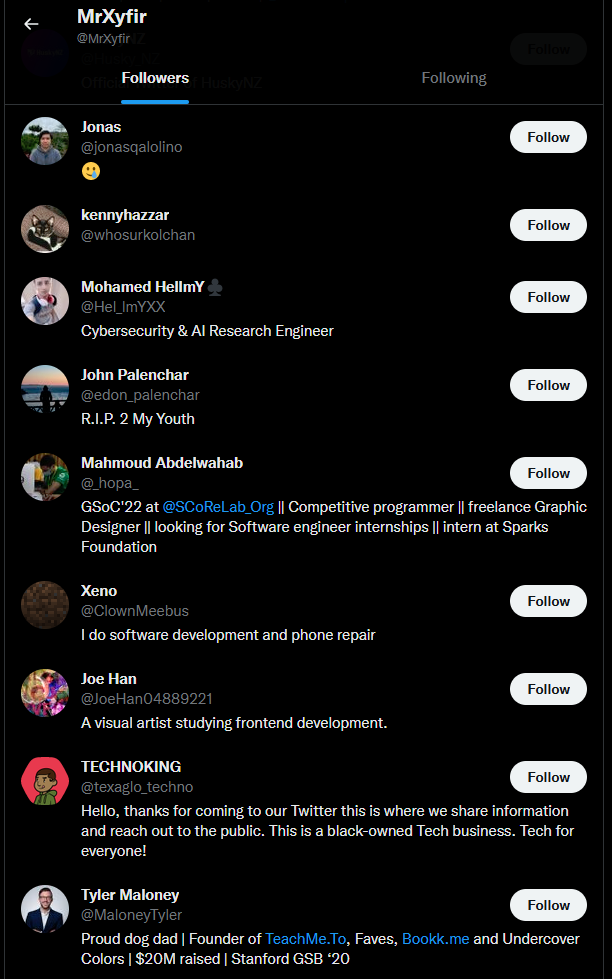 MrXyfir
@MrXyfir
Follow
Followers
Following
Jonas
@jonasqalolino
🥲
Follow
kennyhazzar
@whosurkolchan
Follow
Mohamed HellmY♣️
@Hel_lmYXX
Follow
Cybersecurity & AI Research Engineer
John Palenchar
@edon_palenchar
Follow
R.I.P. 2 My Youth
Mahmoud Abdelwahab
@_hopa_
Follow
GSoC'22 at @SCoReLab_Org || Competitive programmer || freelance Graphic
Designer || looking for Software engineer internships || intern at Sparks
Foundation
Xeno
@ClownMeebus
Follow
I do software development and phone repair
Joe Han
@JoeHan04889221
Follow
A visual artist studying frontend development.
TECHNOKING
@texaglo_techno
Follow
Hello, thanks for coming to our Twitter this is where we share information
and reach out to the public. This is a black-owned Tech business. Tech for
everyone!
Tyler Maloney
@MaloneyTyler
Follow
Proud dog dad | Founder of TeachMe.To, Faves, Bookk.me and Undercover
Colors | $20M raised | Stanford GSB ‘20